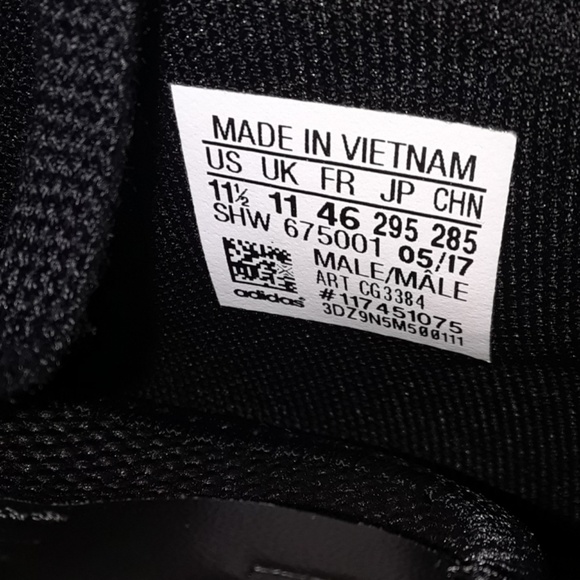 MADE IN VIETNAM
US UK FR JP CHN
11½ 11 46 295 285
SHW 675001 05/17
MALE/MÂLE
ART CG3384
#117451075
3DZ9N5M500111
adidas